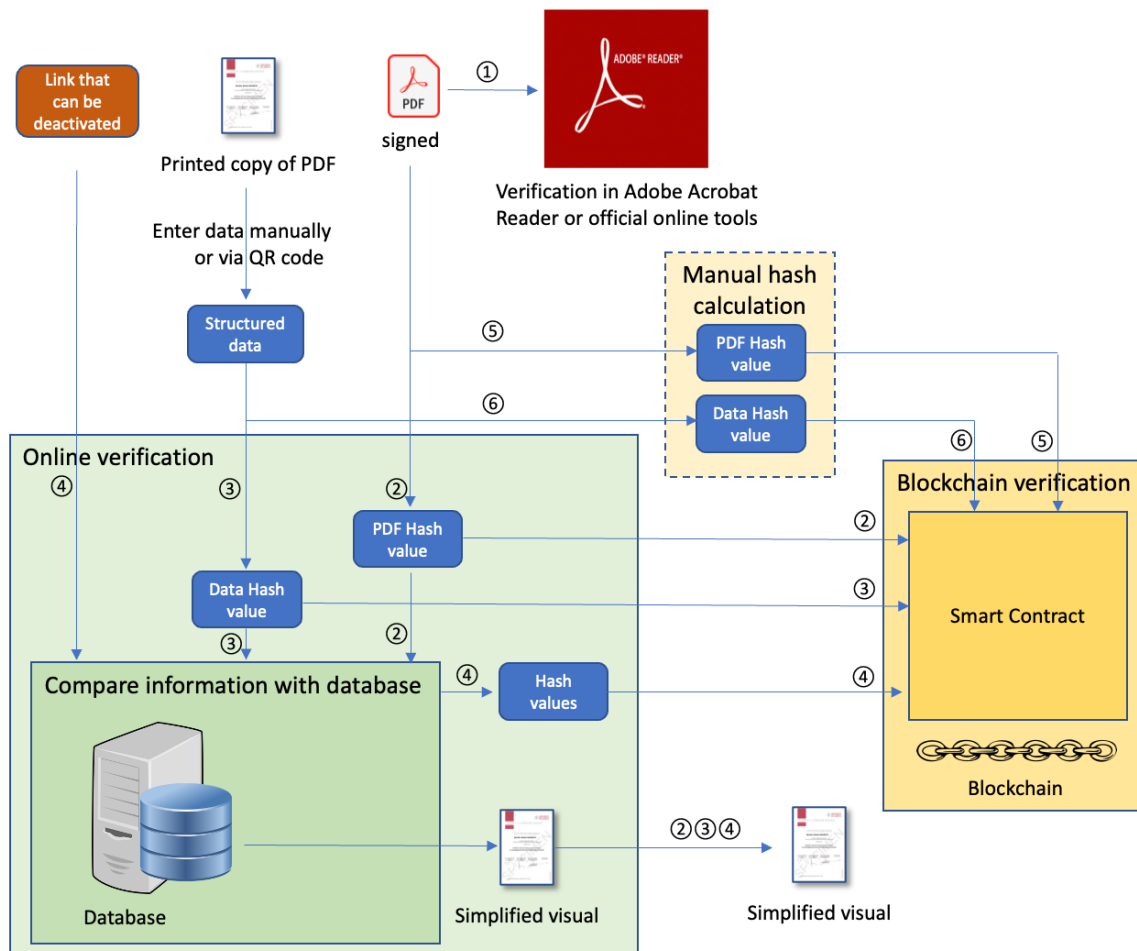 Link that
can be
deactivated
Printed copy of PDF
PDF
signed
①
ADOBE® READER®
Verification in Adobe Acrobat
Reader or official online tools
Enter data manually
or via QR code
Structured
data
Manual hash
calculation
⑤
PDF Hash
value
⑥
Data Hash
value
⑥
⑤
Online verification
④
③
②
PDF Hash
value
Data Hash
value
③
②
Blockchain verification
②
③
Smart Contract
Compare information with database
④
Hash
values
④
Blockchain
Database
Simplified visual
②③④
Simplified visual